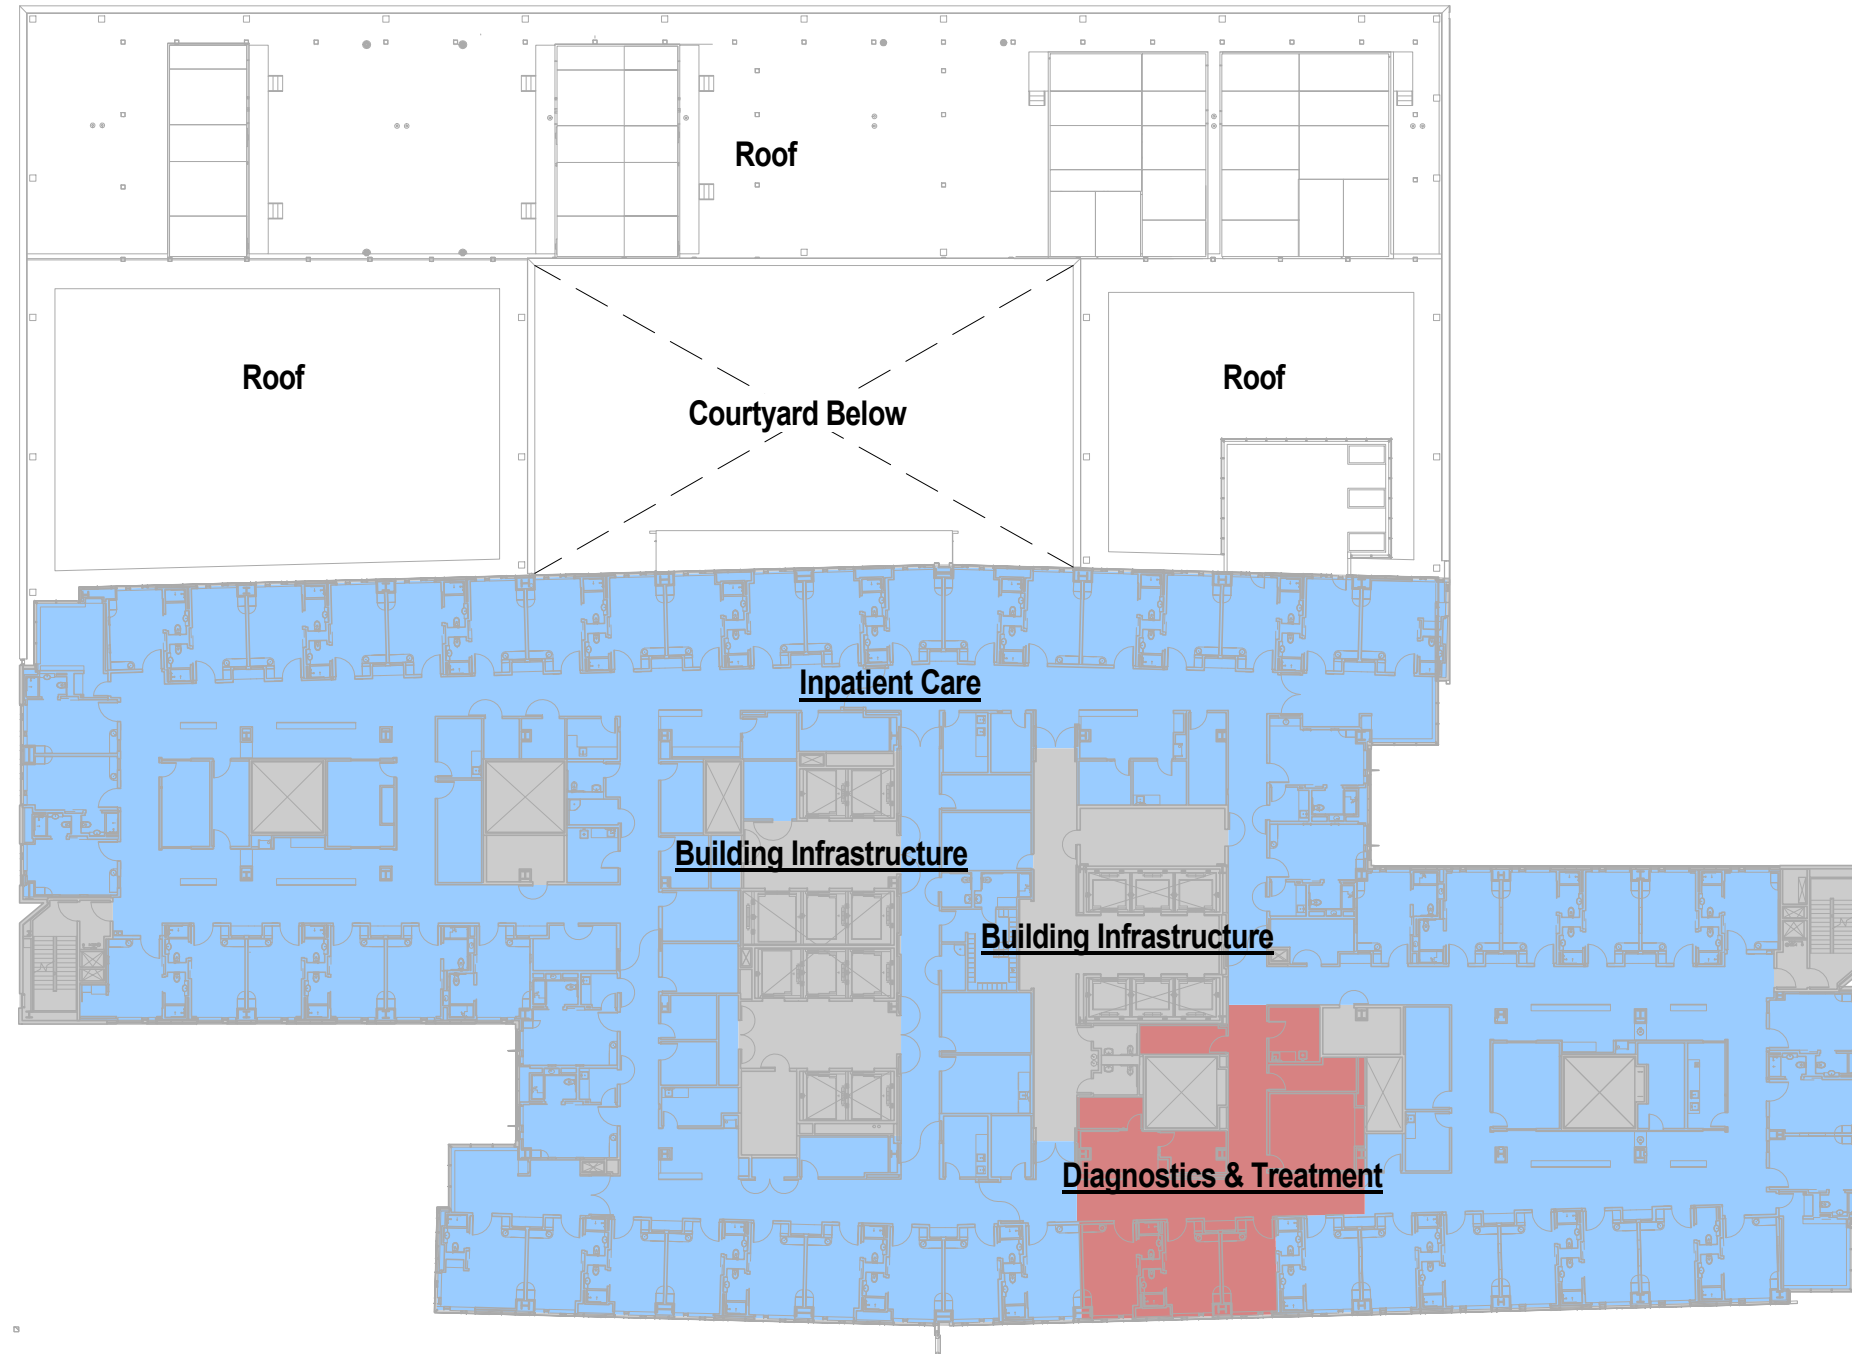 Roof
Roof
Roof
Courtyard Below
Inpatient Care
Building Infrastructure
Building Infrastructure
Diagnostics & Treatment